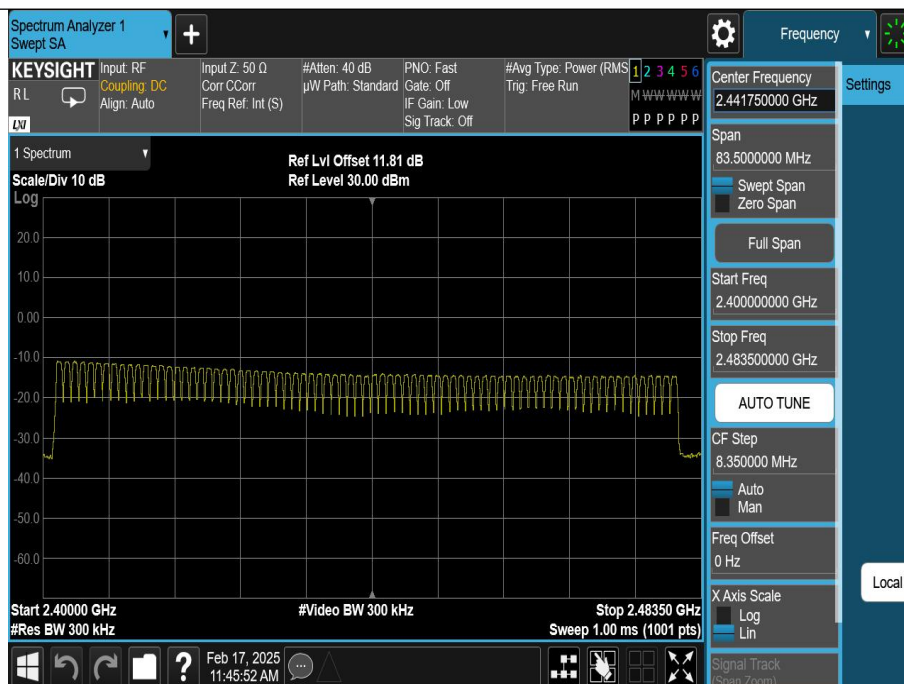 Spectrum Analyzer 1
Swept SA
+
Frequency
KEYSIGHT
R L
LXI
Input: RF
Coupling: DC
Align: Auto
Input Z: 50 Ω
Corr CCorr
Freq Ref: Int (S)
#Atten: 40 dB
µW Path: Standard
PNO: Fast
Gate: Off
IF Gain: Low
Sig Track: Off
#Avg Type: Power (RMS
Trig: Free Run
1 2 3 4 5 6
M W W W W W
P P P P P P
Center Frequency
2.441750000 GHz
Settings
Span
83.5000000 MHz
Swept Span
Zero Span
Full Span
Start Freq
2.400000000 GHz
Stop Freq
2.483500000 GHz
AUTO TUNE
CF Step
8.350000 MHz
Auto
Man
Freq Offset
0 Hz
X Axis Scale
Log
Lin
Signal Track
(Span Zoom)
Local
1 Spectrum
Scale/Div 10 dB
Ref Lvl Offset 11.81 dB
Ref Level 30.00 dBm
Log
20.0
10.0
0.00
-10.0
-20.0
-30.0
-40.0
-50.0
-60.0
Start 2.40000 GHz
#Res BW 300 kHz
#Video BW 300 kHz
Stop 2.48350 GHz
Sweep 1.00 ms (1001 pts)
?
Feb 17, 2025
11:45:52 AM